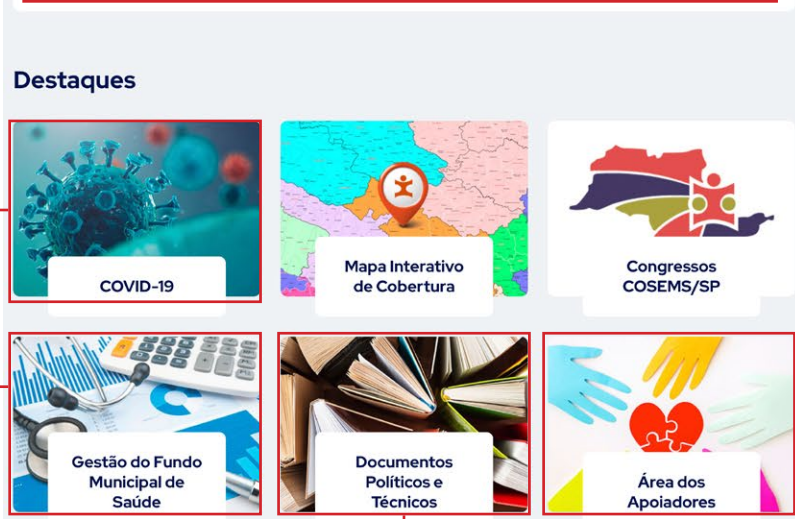 Destaques
COVID-19
Mapa Interativo
de Cobertura
Congressos
COSEMS/SP
Gestão do Fundo
Municipal de
Saúde
Documentos
Políticos e
Técnicos
Área dos
Apoiadores